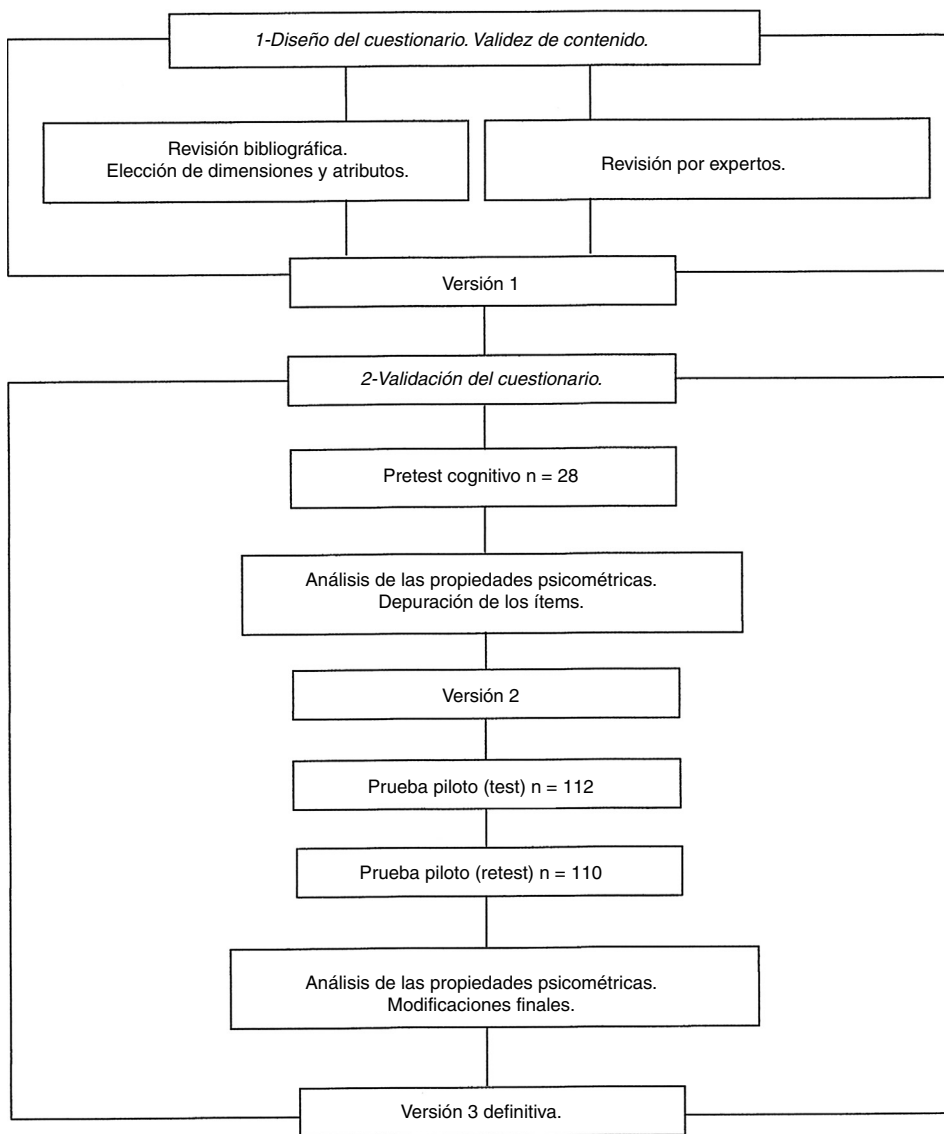 1-Diseño del cuestionario. Validez de contenido.
Revisión bibliográfica.
Elección de dimensiones y atributos.
Revisión por expertos.
Versión 1
2-Validación del cuestionario.
Pretest cognitivo n = 28
Análisis de las propiedades psicométricas.
Depuración de los ítems.
Versión 2
Prueba piloto (test) n = 112
Prueba piloto (retest) n = 110
Análisis de las propiedades psicométricas.
Modificaciones finales.
Versión 3 definitiva.